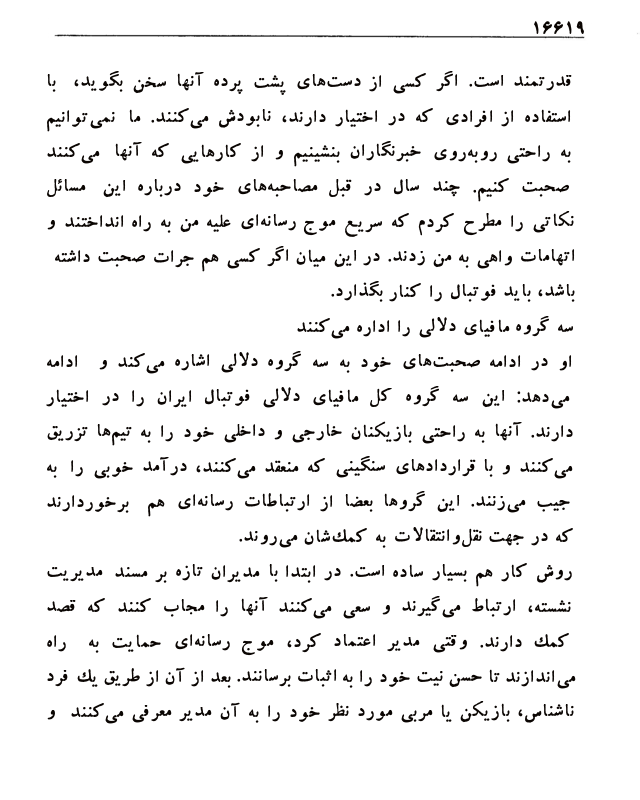 ۱۶۶۱۹
قدرتمند است. اگر کسی از دست‌های پشت پرده آنها سخن بگوید، با
استفاده از افرادی که در اختیار دارند، نابودش می‌کنند. ما نمی‌توانیم
به راحتی روبه‌روی خبرنگاران بنشینیم و از کارهایی که آنها می‌کنند
صحبت کنیم. چند سال در قبل مصاحبه‌های خود درباره این مسائل
نکاتی را مطرح کردم که سریع موج رسانه‌ای علیه من به راه انداختند و
اتهامات واهی به من زدند. در این میان اگر کسی هم جرات صحبت داشته
باشد، باید فوتبال را کنار بگذارد.
سه گروه مافیای دلالی را اداره می‌کنند
او در ادامه صحبت‌های خود به سه گروه دلالی اشاره می‌کند و ادامه
می‌دهد: این سه گروه کل مافیای دلالی فوتبال ایران را در اختیار
دارند. آنها به راحتی بازیکنان خارجی و داخلی خود را به تیم‌ها تزریق
می‌کنند و با قراردادهای سنگینی که منعقد می‌کنند، درآمد خوبی را به
جیب می‌زنند. این گروها بعضا از ارتباطات رسانه‌ای هم برخوردارند
که در جهت نقل‌وانتقالات به کمك‌شان می‌روند.
روش کار هم بسیار ساده است. در ابتدا با مدیران تازه بر مسند مدیریت
نشسته، ارتباط می‌گیرند و سعی می‌کنند آنها را مجاب کنند که قصد
کمك دارند. وقتی مدیر اعتماد کرد، موج رسانه‌ای حمایت به راه
می‌اندازند تا حسن نیت خود را به اثبات برسانند. بعد از آن از طریق یك فرد
ناشناس، بازیکن یا مربی مورد نظر خود را به آن مدیر معرفی می‌کنند و